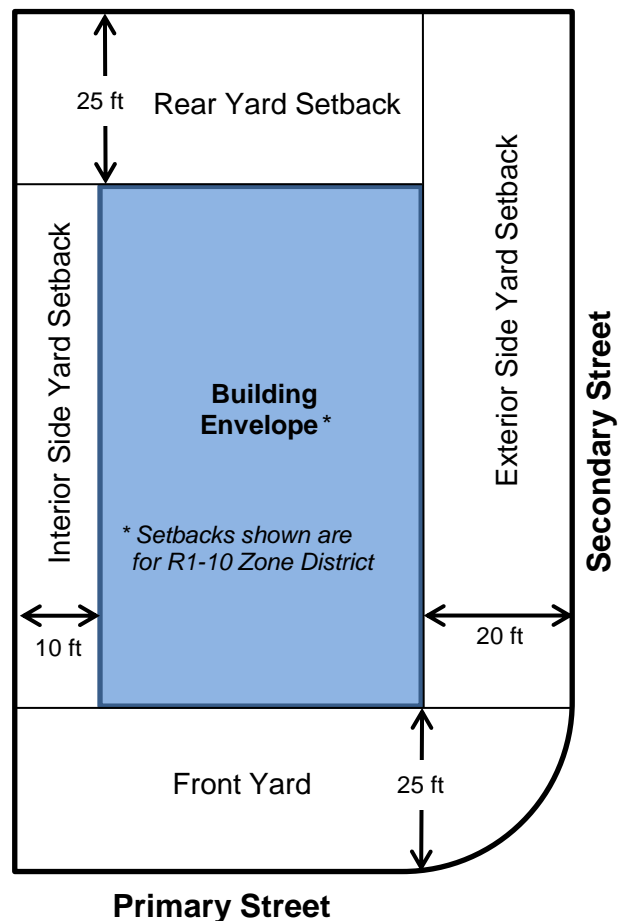 25 ft
Rear Yard Setback
Interior Side Yard Setback
Exterior Side Yard Setback
Secondary Street
Building
Envelope *
* Setbacks shown are
for R1-10 Zone District
10 ft
20 ft
Front Yard
25 ft
Primary Street